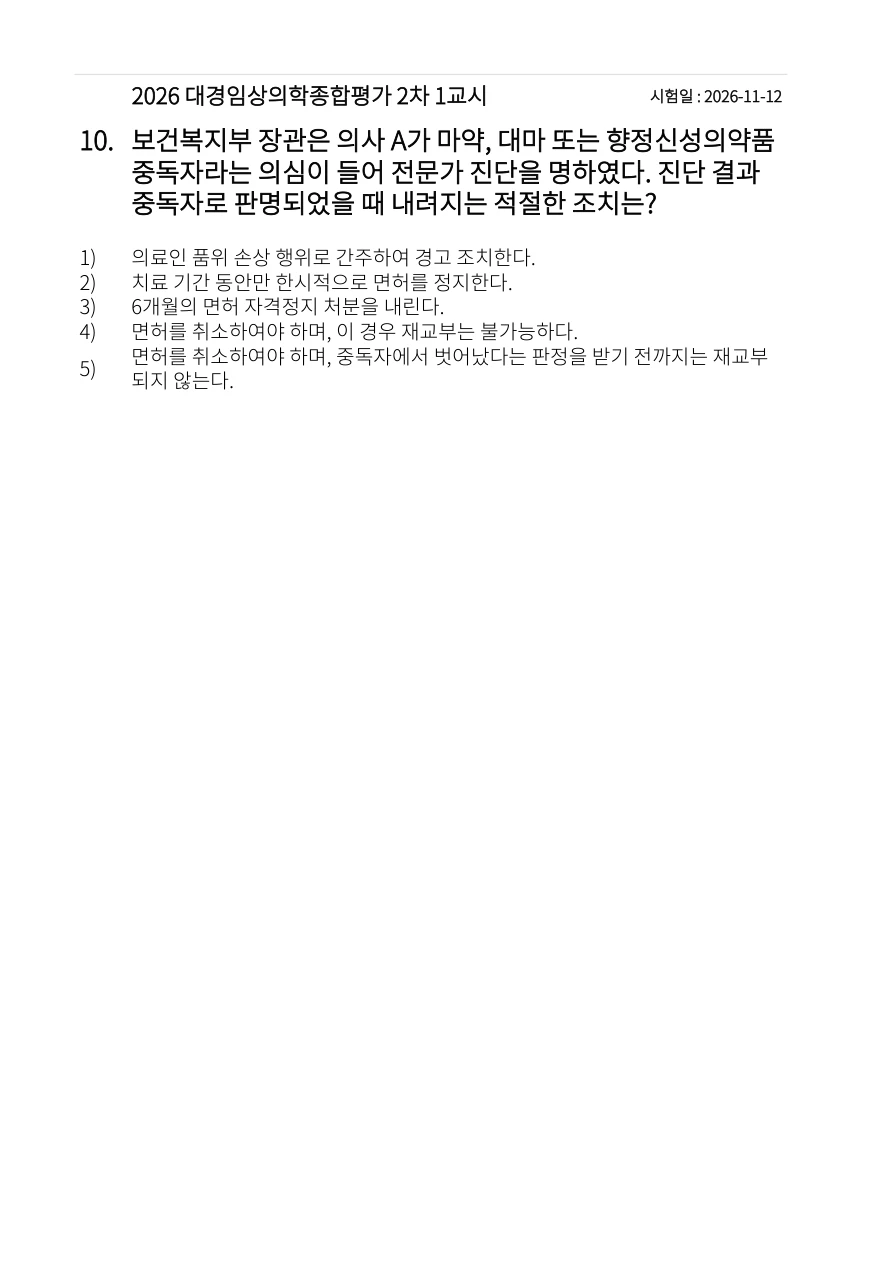 2026 대경임상의학종합평가 2차 1교시 시험일 : 2026-11-12
10. 보건복지부 장관은 의사 A가 마약, 대마 또는 향정신성의약품
중독자라는 의심이 들어 전문가 진단을 명하였다. 진단 결과
중독자로 판명되었을 때 내려지는 적절한 조치는?
1) 의료인 품위 손상 행위로 간주하여 경고 조치한다.
2) 치료 기간 동안만 한시적으로 면허를 정지한다.
3) 6개월의 면허 자격정지 처분을 내린다.
4) 면허를 취소하여야 하며, 이 경우 재교부는 불가능하다.
5) 면허를 취소하여야 하며, 중독자에서 벗어났다는 판정을 받기 전까지는 재교부
되지 않는다.